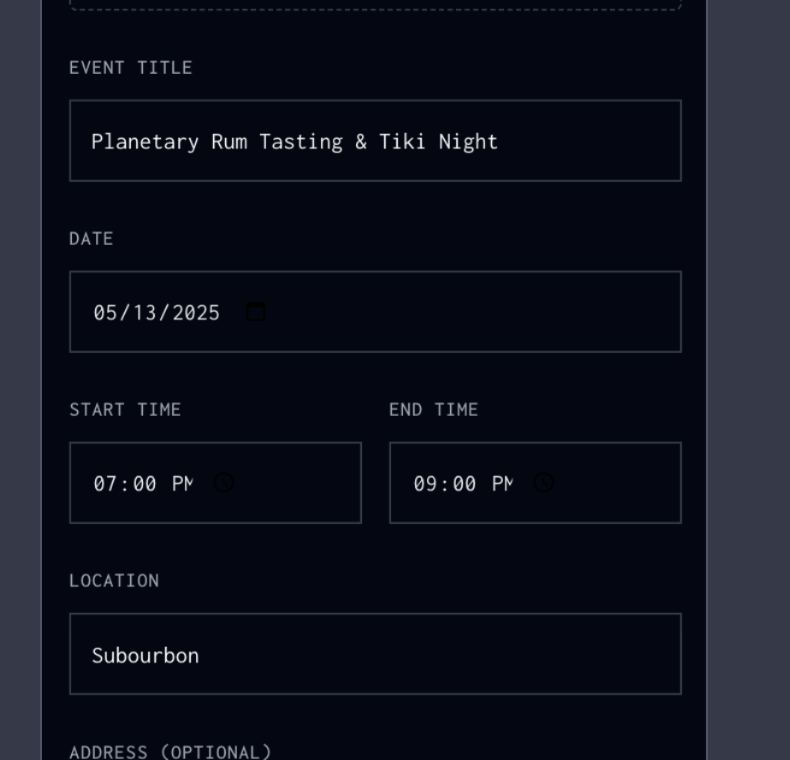 EVENT TITLE
Planetary Rum Tasting & Tiki Night
DATE
05/13/2025
START TIME END TIME
07:00 PM 09:00 PM
LOCATION
Subourbon
ADDRESS (OPTIONAL)